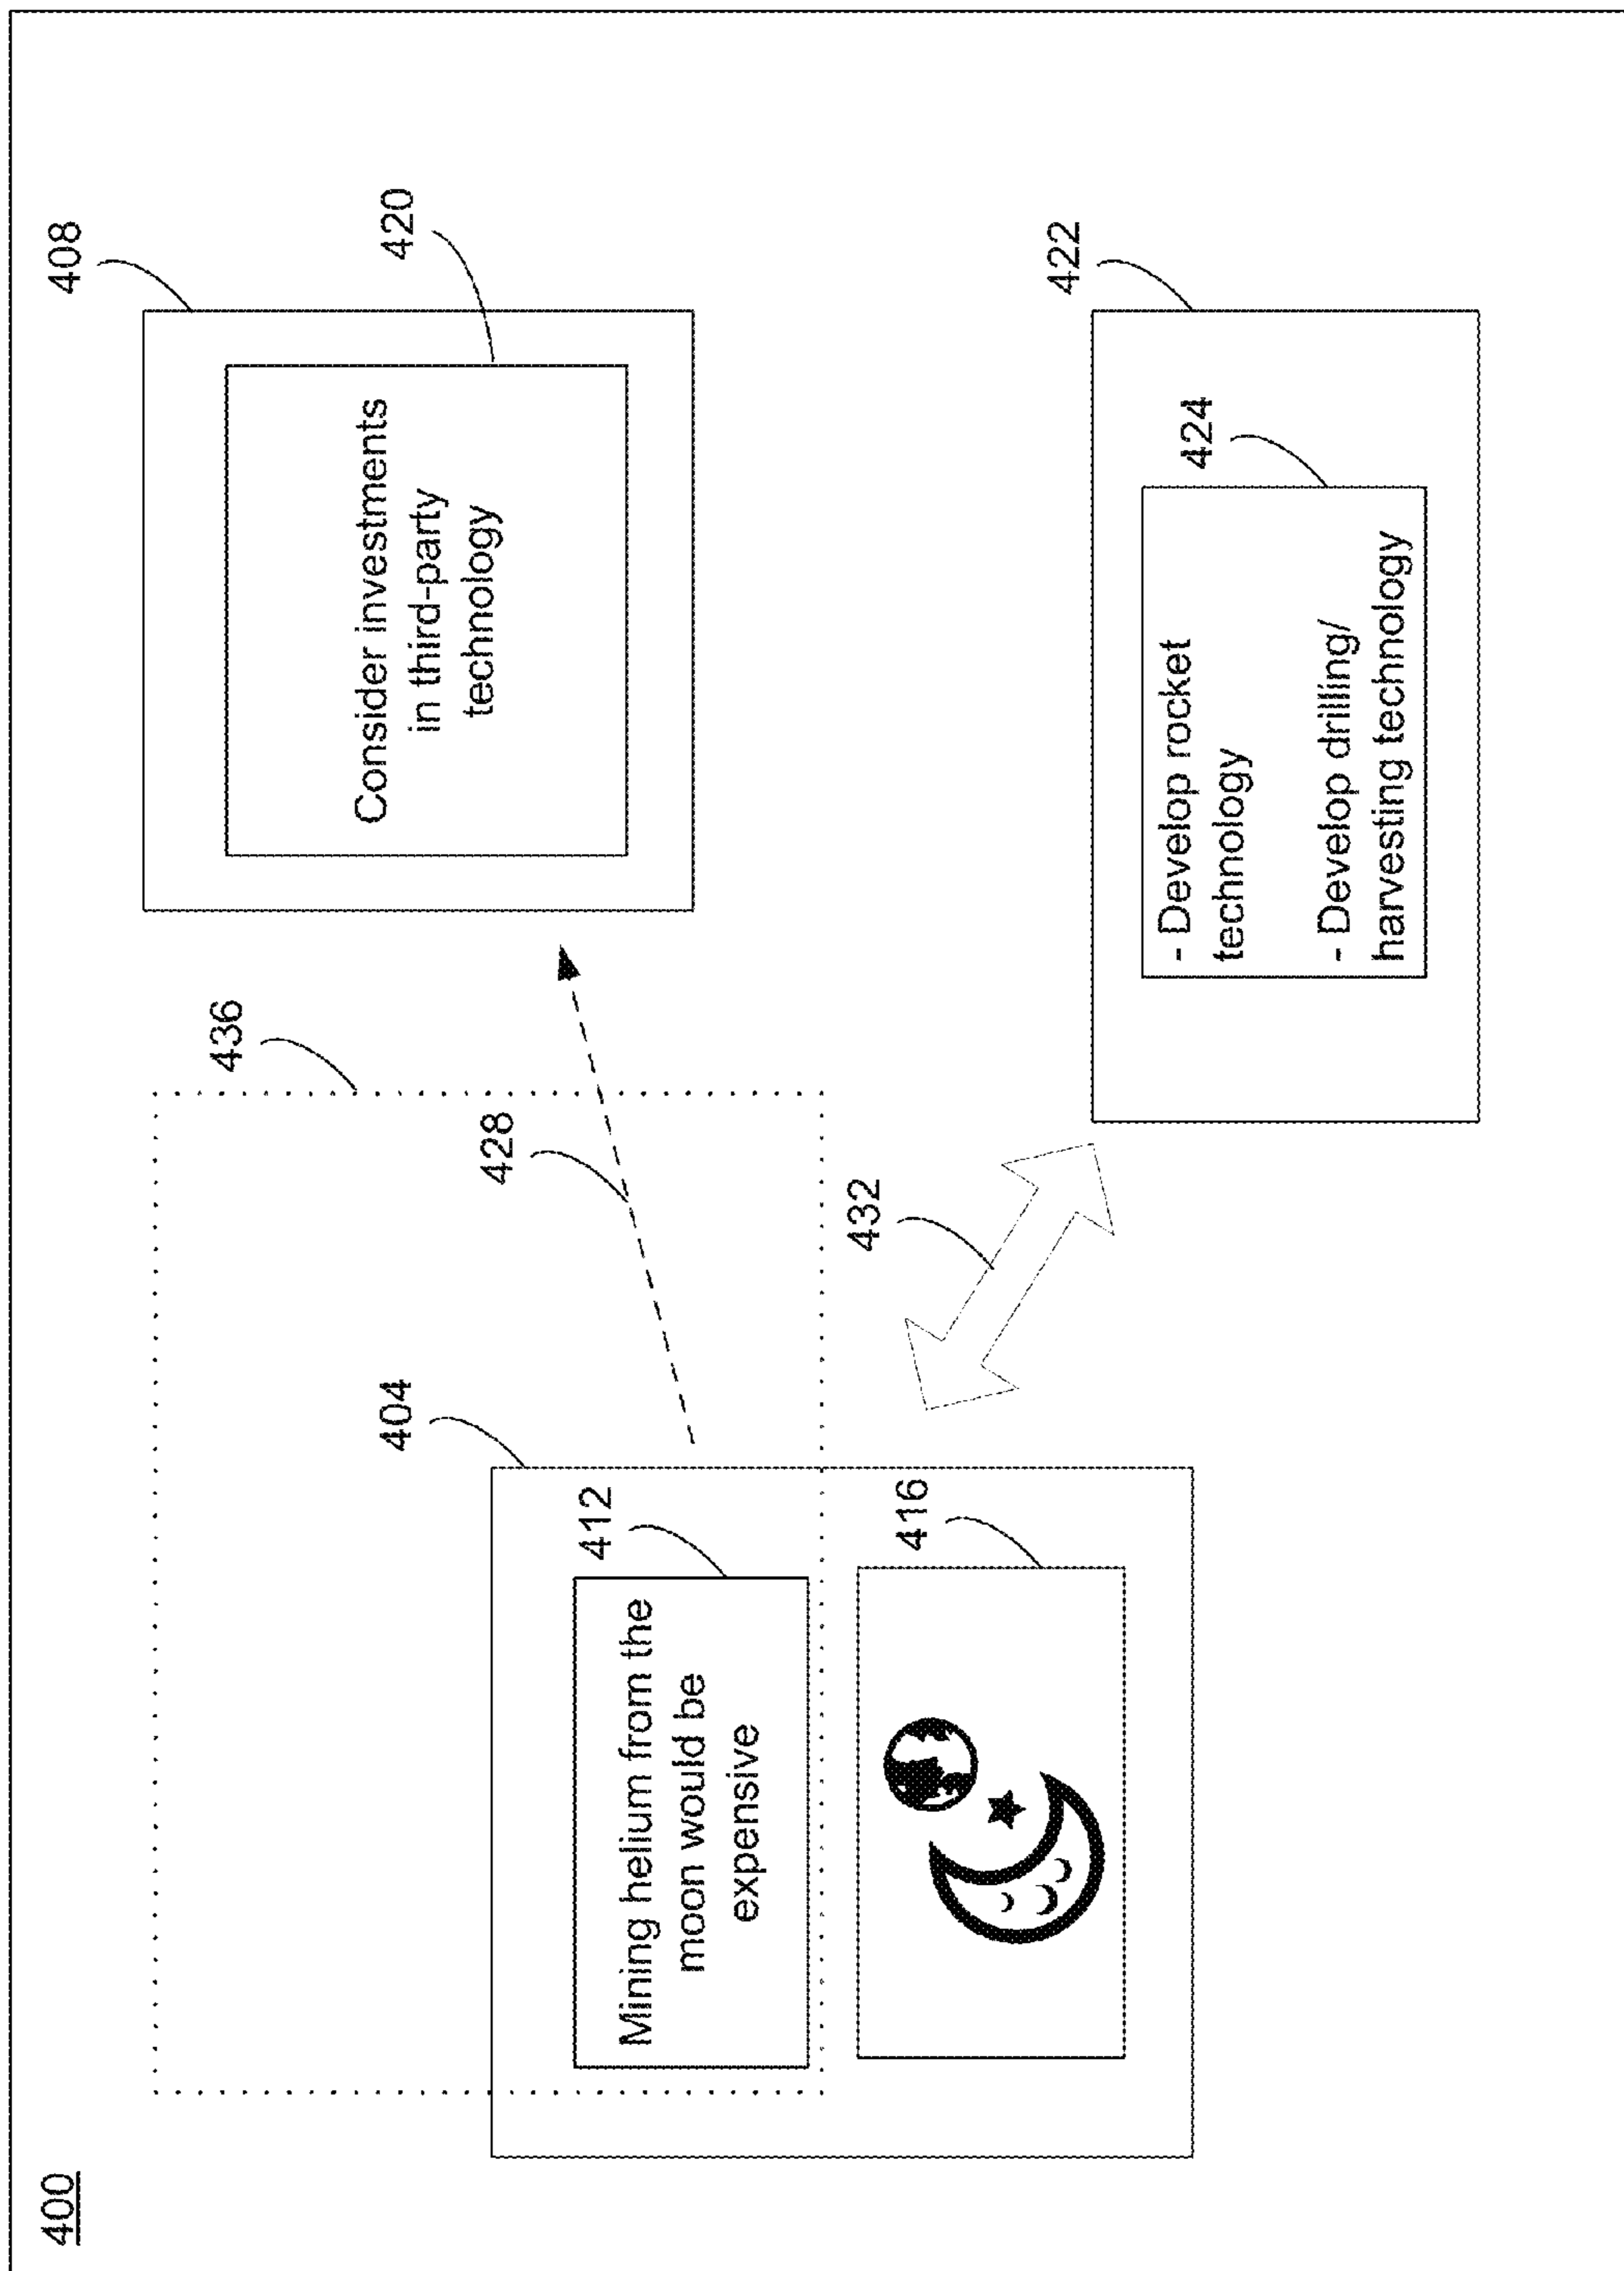 400
408
420
Consider investments
in third-party
technology
436
428
404
412
Mining helium from the
moon would be
expensive
416
432
422
424
- Develop rocket
technology
- Develop drilling/
harvesting technology